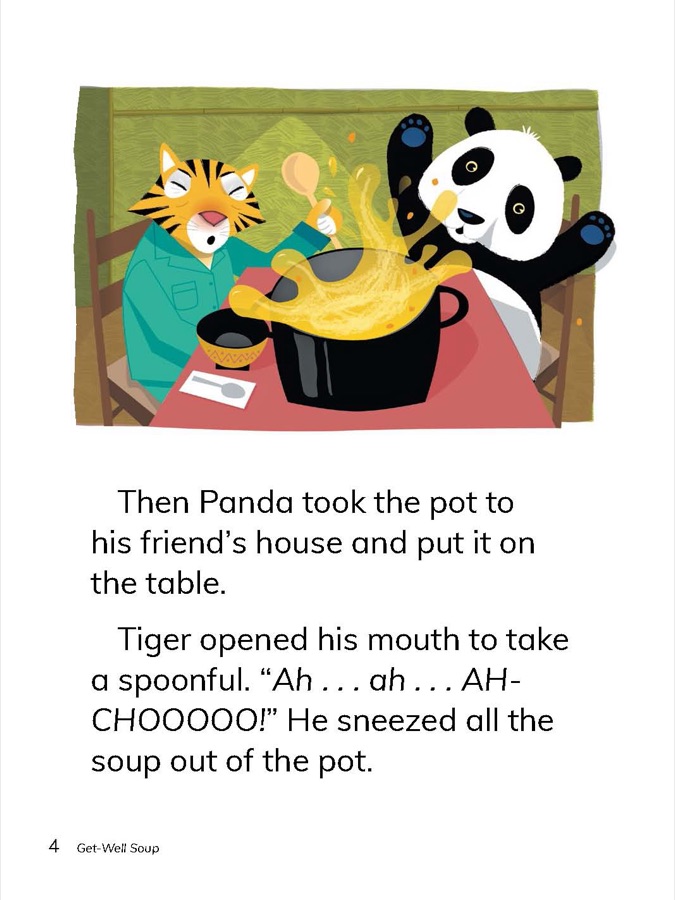 Then Panda took the pot to
his friend’s house and put it on
the table.
Tiger opened his mouth to take
a spoonful. “Ah . . . ah . . . AH-
CHOOOOO!” He sneezed all the
soup out of the pot.
4 Get-Well Soup